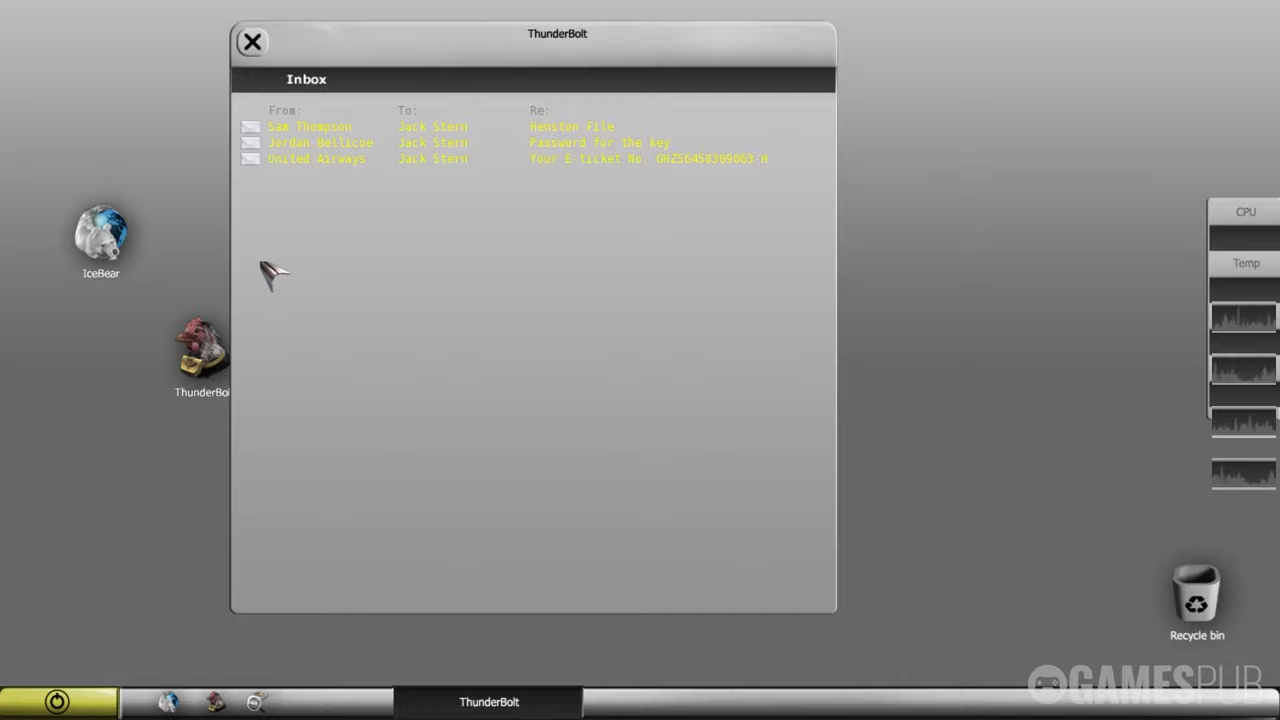 ThunderBolt
Inbox
From: To: Re:
Sam Thompson Jack Stern Henston File
Jordan Bellicoe Jack Stern Password for the key
United Airways Jack Stern Your E-ticket No. GHZ56458369063-H
CPU
Temp
IceBear
ThunderBol
Recycle bin
ThunderBolt
GAMESPUB